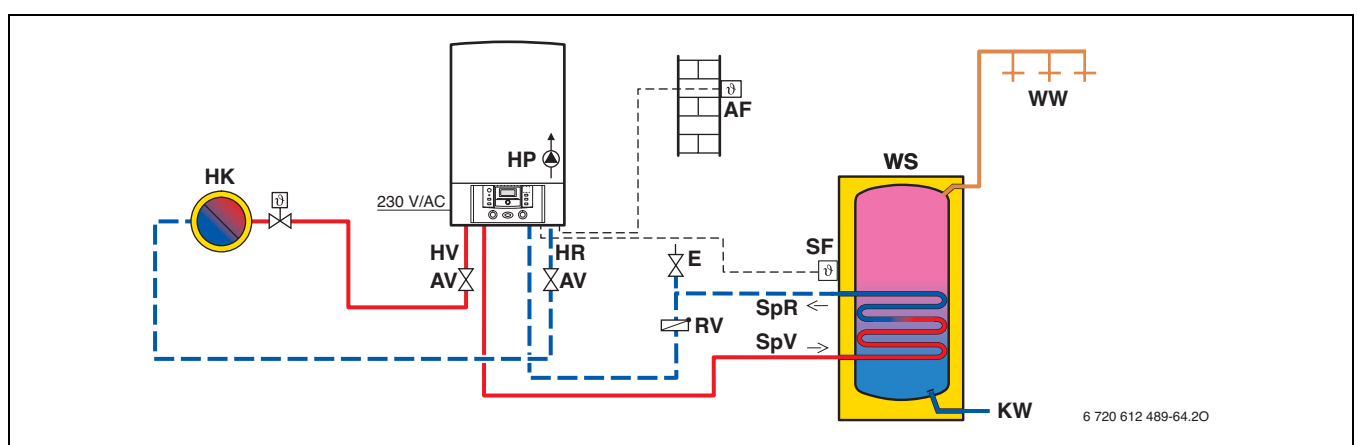 WW
ϑ
AF
HP
WS
HK
ϑ
230 V/AC
HV
HR
E
SF
ϑ
AV
AV
SpR
RV
SpV
KW
6 720 612 489-64.2O